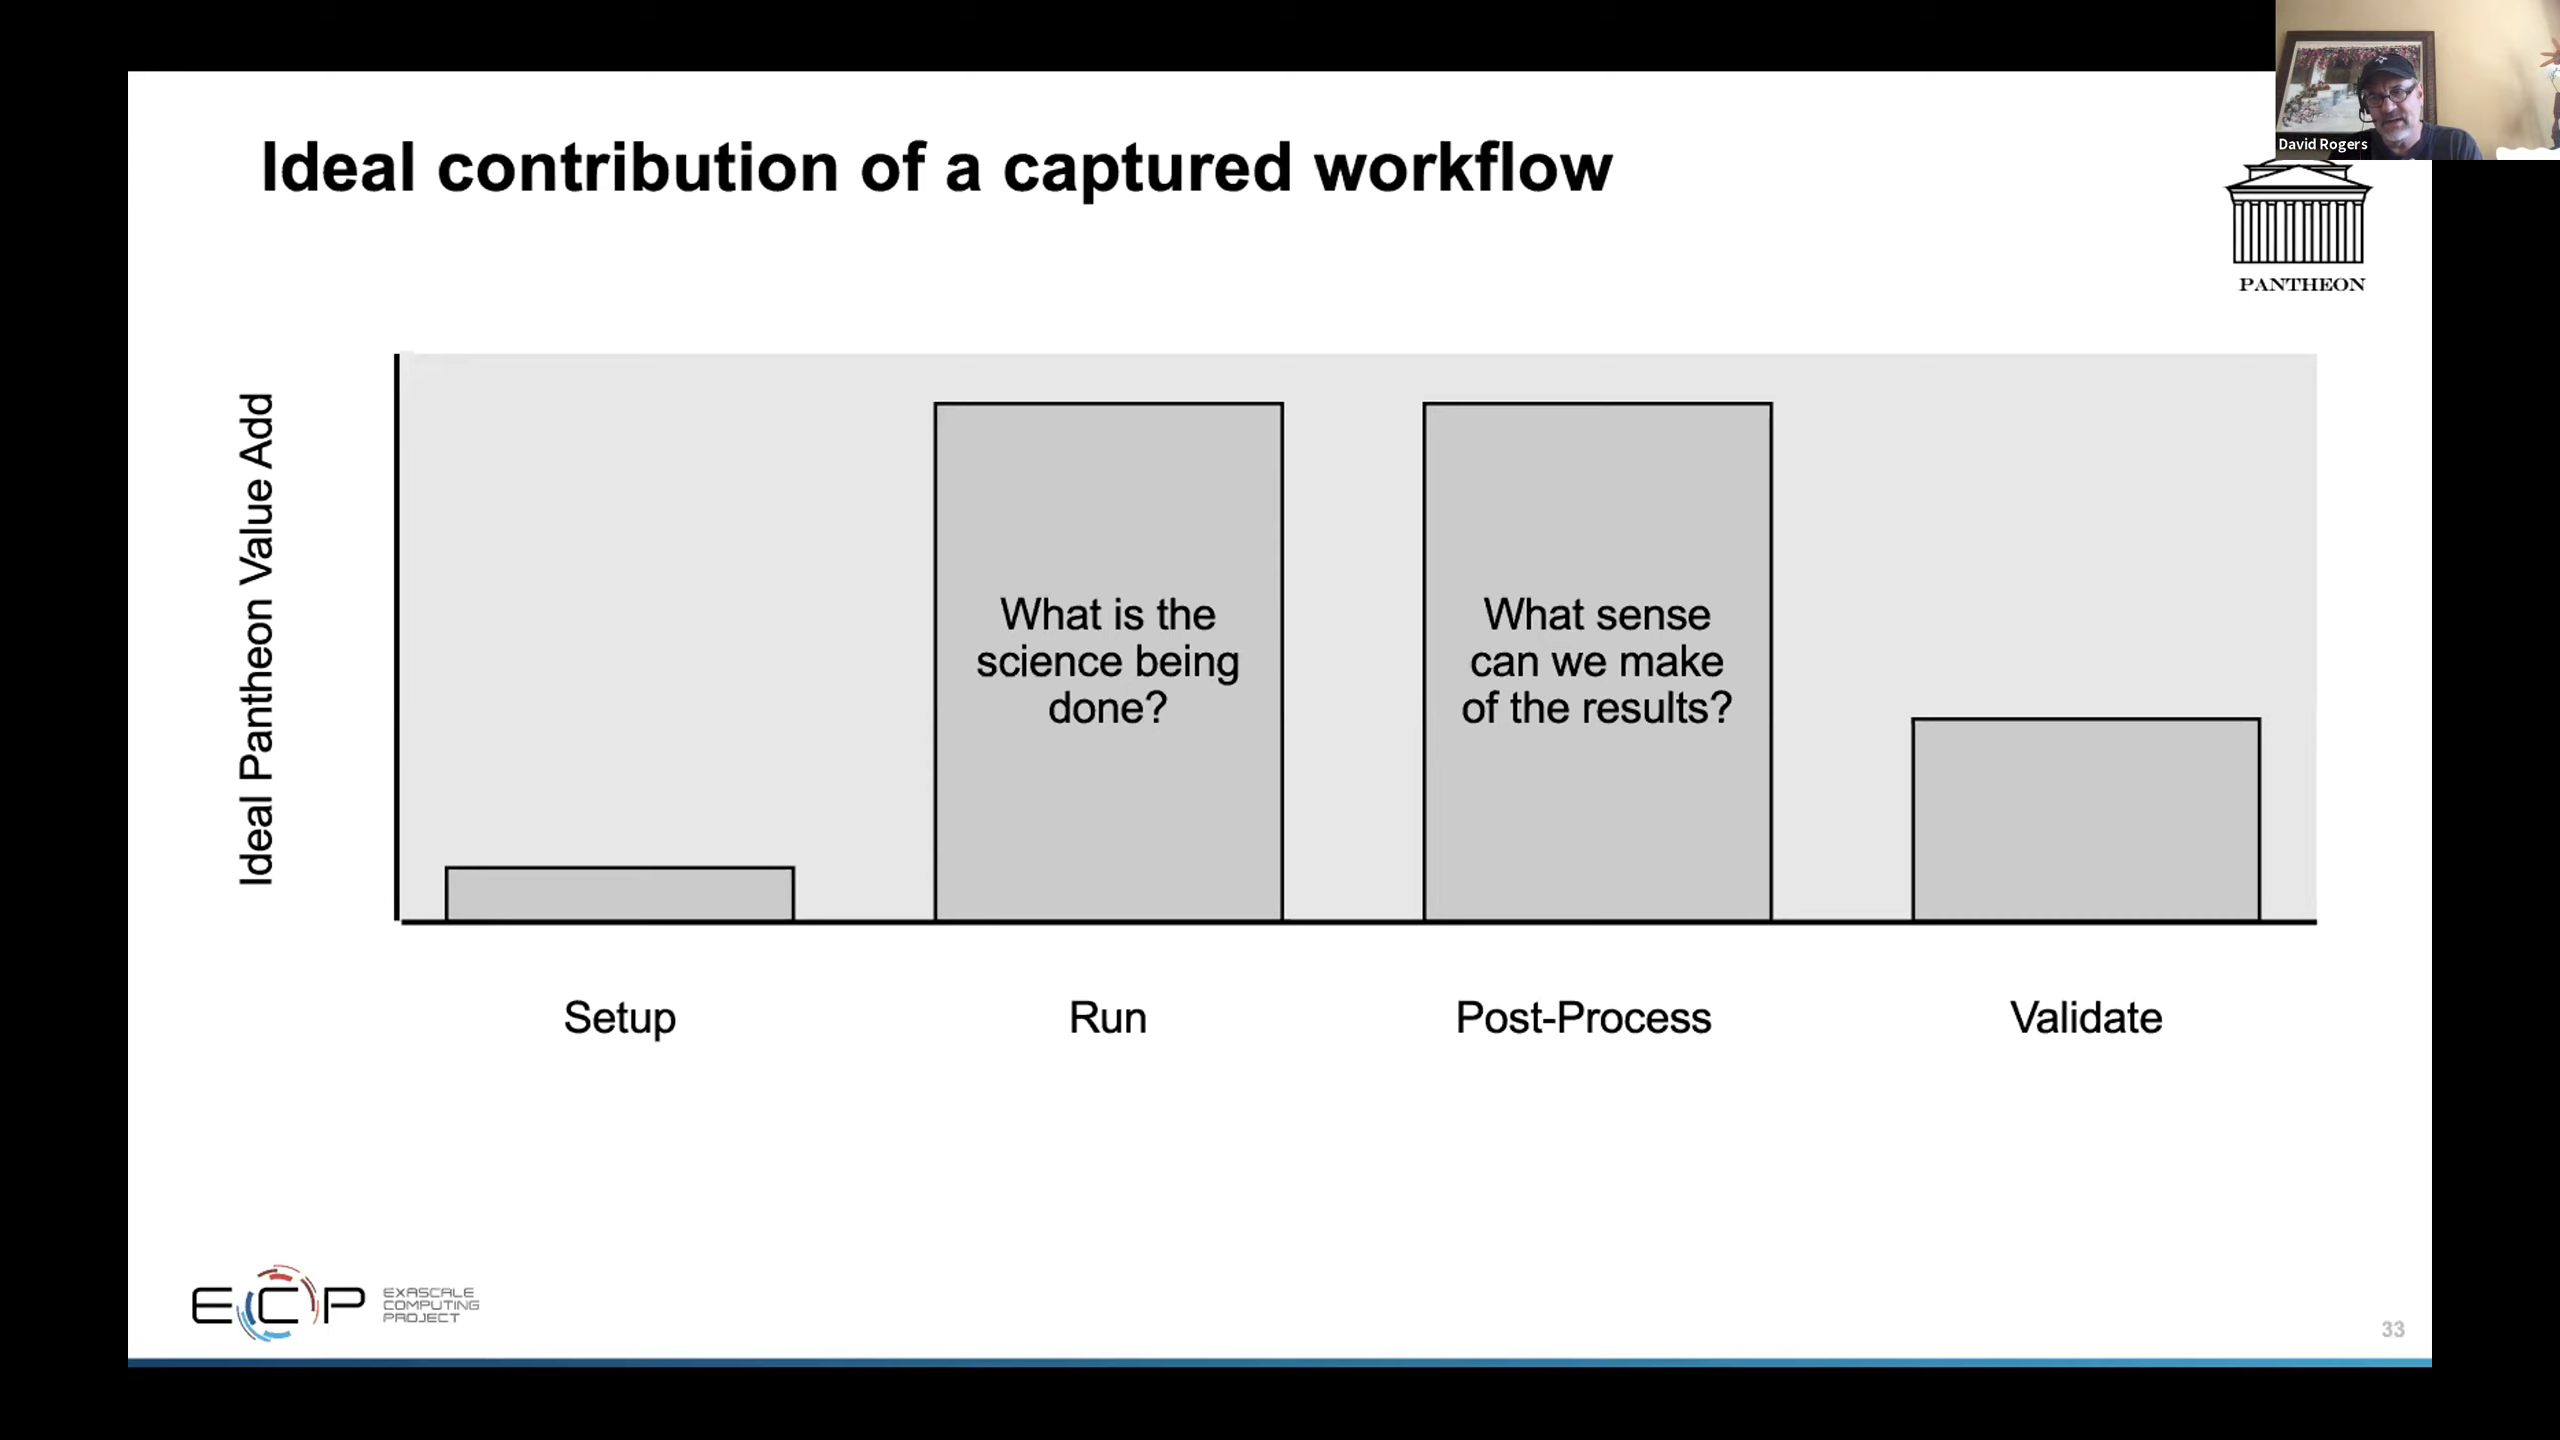 David Rogers
Ideal contribution of a captured workflow
PANTHEON
Ideal Pantheon Value Add
What is the
science being
done?
What sense
can we make
of the results?
Setup
Run
Post-Process
Validate
ECP
EXASCALE
COMPUTING
PROJECT
33